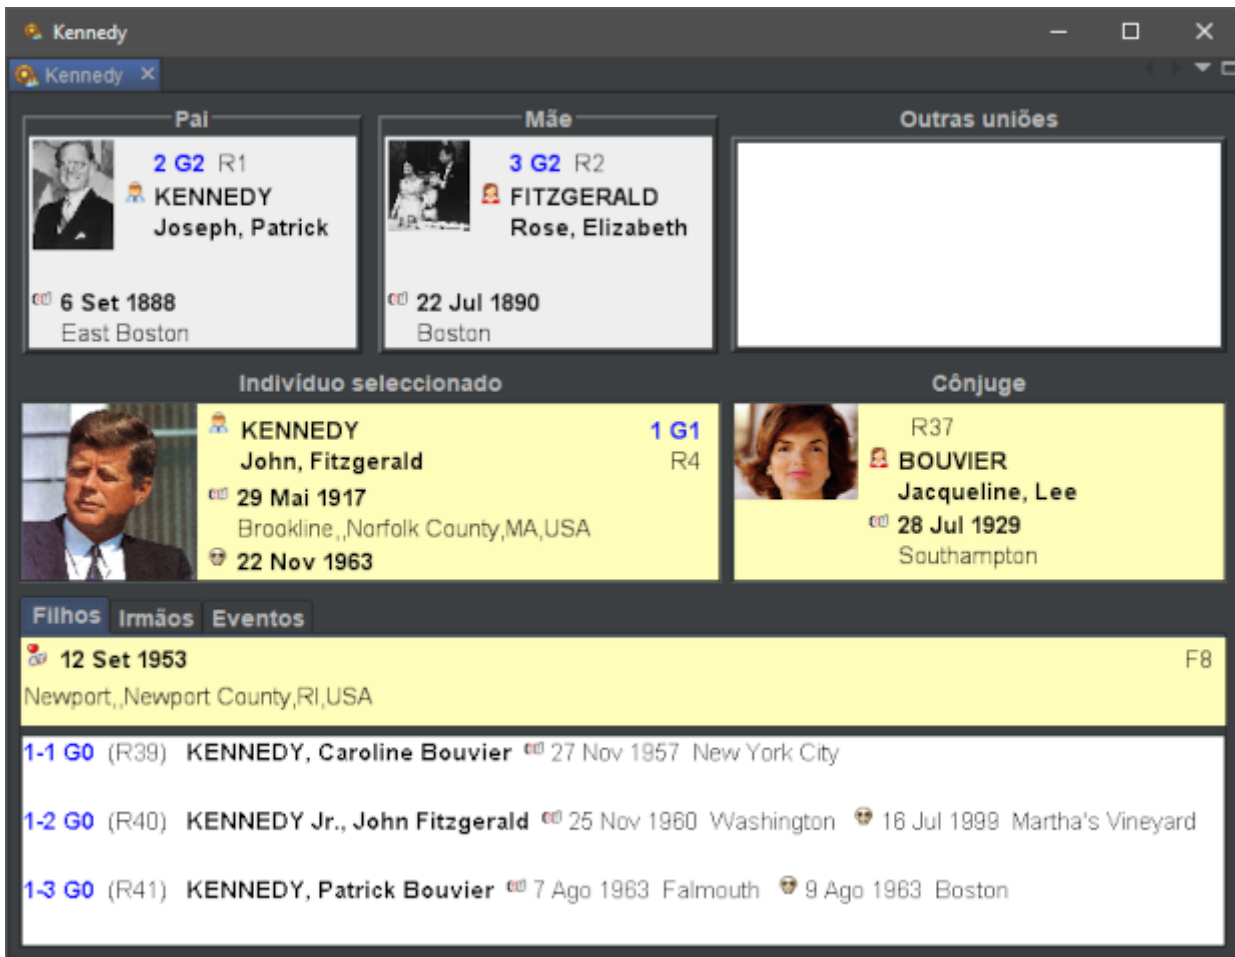 Kennedy
Kennedy
Pai
2 G2 R1
KENNEDY
Joseph, Patrick
6 Set 1888
East Boston
Mãe
3 G2 R2
FITZGERALD
Rose, Elizabeth
22 Jul 1890
Boston
Outras uniões
Indivíduo seleccionado
KENNEDY 1 G1
John, Fitzgerald R4
29 Mai 1917
Brookline,,Norfolk County,MA,USA
22 Nov 1963
Cônjuge
R37
BOUVIER
Jacqueline, Lee
28 Jul 1929
Southampton
Filhos Irmãos Eventos
12 Set 1953 F8
Newport,,Newport County,RI,USA
1-1 G0 (R39) KENNEDY, Caroline Bouvier 27 Nov 1957 New York City
1-2 G0 (R40) KENNEDY Jr., John Fitzgerald 25 Nov 1960 Washington 16 Jul 1999 Martha's Vineyard
1-3 G0 (R41) KENNEDY, Patrick Bouvier 7 Ago 1963 Falmouth 9 Ago 1963 Boston